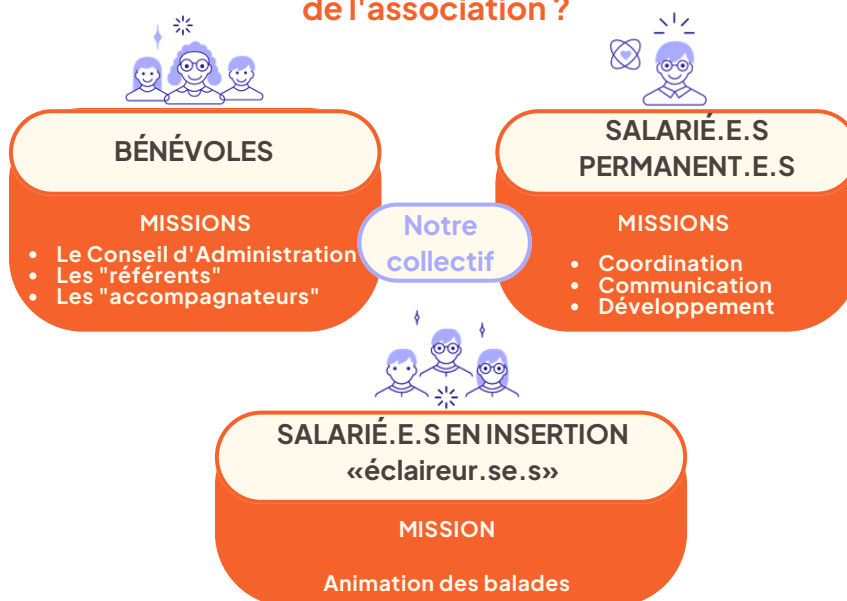 de l'association ?
BÉNÉVOLES
MISSIONS
• Le Conseil d'Administration
• Les "référents"
• Les "accompagnateurs"
Notre
collectif
SALARIÉ.E.S
PERMANENT.E.S
MISSIONS
• Coordination
• Communication
• Développement
SALARIÉ.E.S EN INSERTION
«éclaireur.se.s»
MISSION
Animation des balades